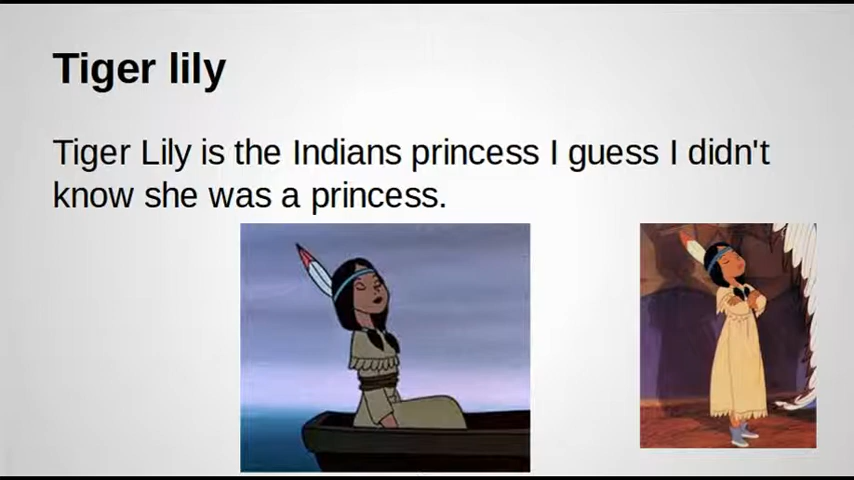 Tiger lily
Tiger Lily is the Indians princess I guess I didn't
know she was a princess.